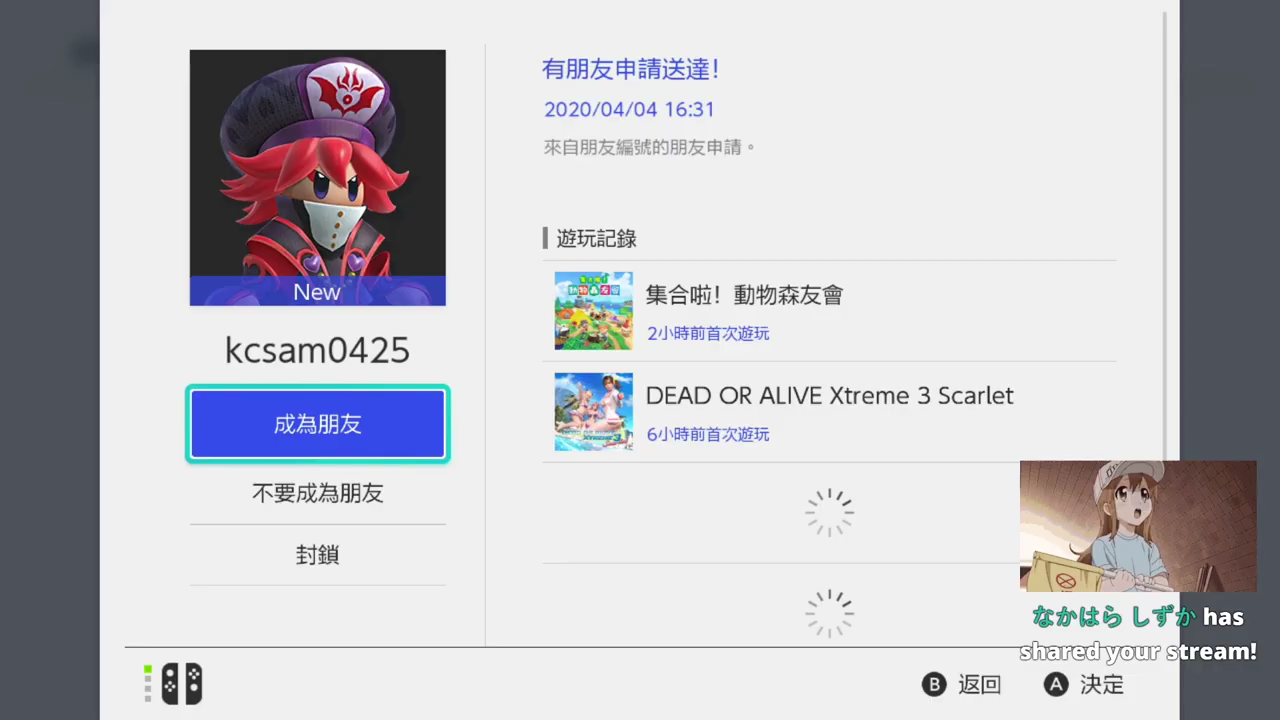 有朋友申請送達!
2020/04/04 16:31
來自朋友編號的朋友申請。
New
kcsam0425
成為朋友
不要成為朋友
封鎖
遊玩記錄
集合啦!動物森友會
2小時前首次遊玩
DEAD OR ALIVE Xtreme 3 Scarlet
6小時前首次遊玩
なかはら しずか has
shared your stream!
B 返回
A 決定